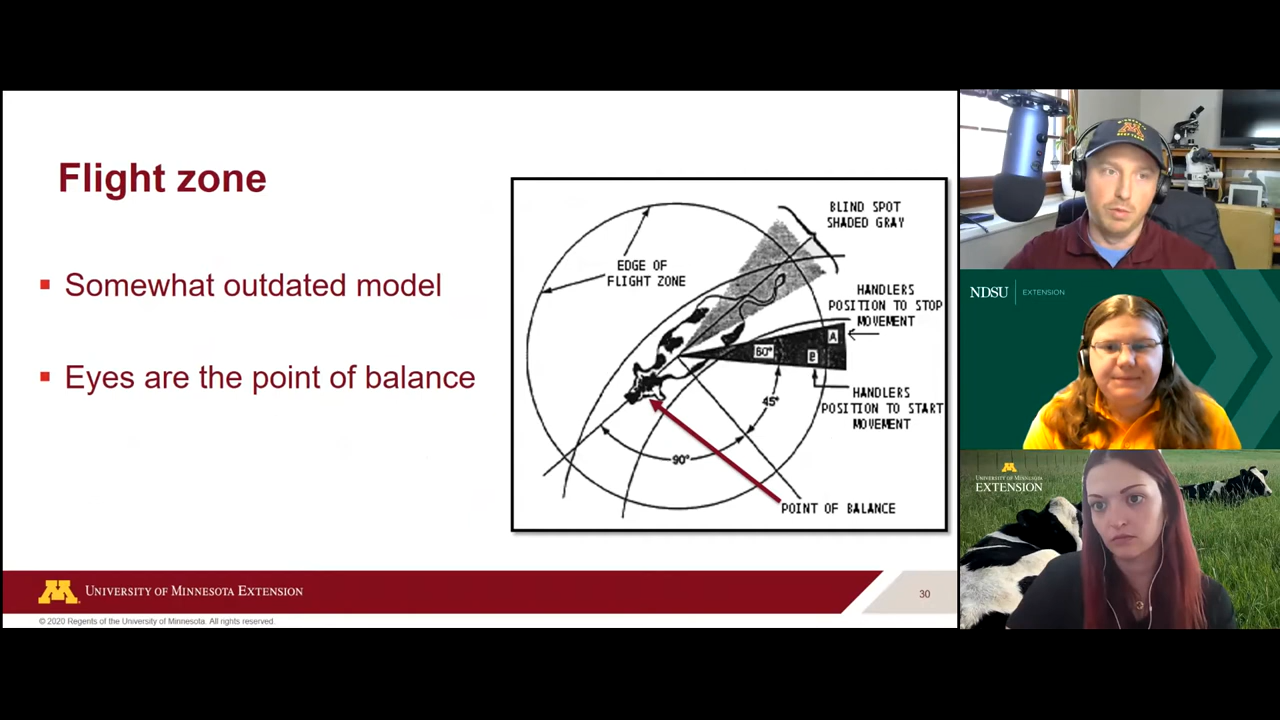 Flight zone
Somewhat outdated model
Eyes are the point of balance
BLIND SPOT
SHADED GRAY
EDGE OF
FLIGHT ZONE
HANDLERS
POSITION TO STOP
MOVEMENT
A
60°
B
HANDLERS
POSITION TO START
MOVEMENT
45°
90°
POINT OF BALANCE
M
UNIVERSITY OF MINNESOTA EXTENSION
30
© 2020 Regents of the University of Minnesota. All rights reserved.
M
NDSU
EXTENSION
M
UNIVERSITY OF MINNESOTA
EXTENSION